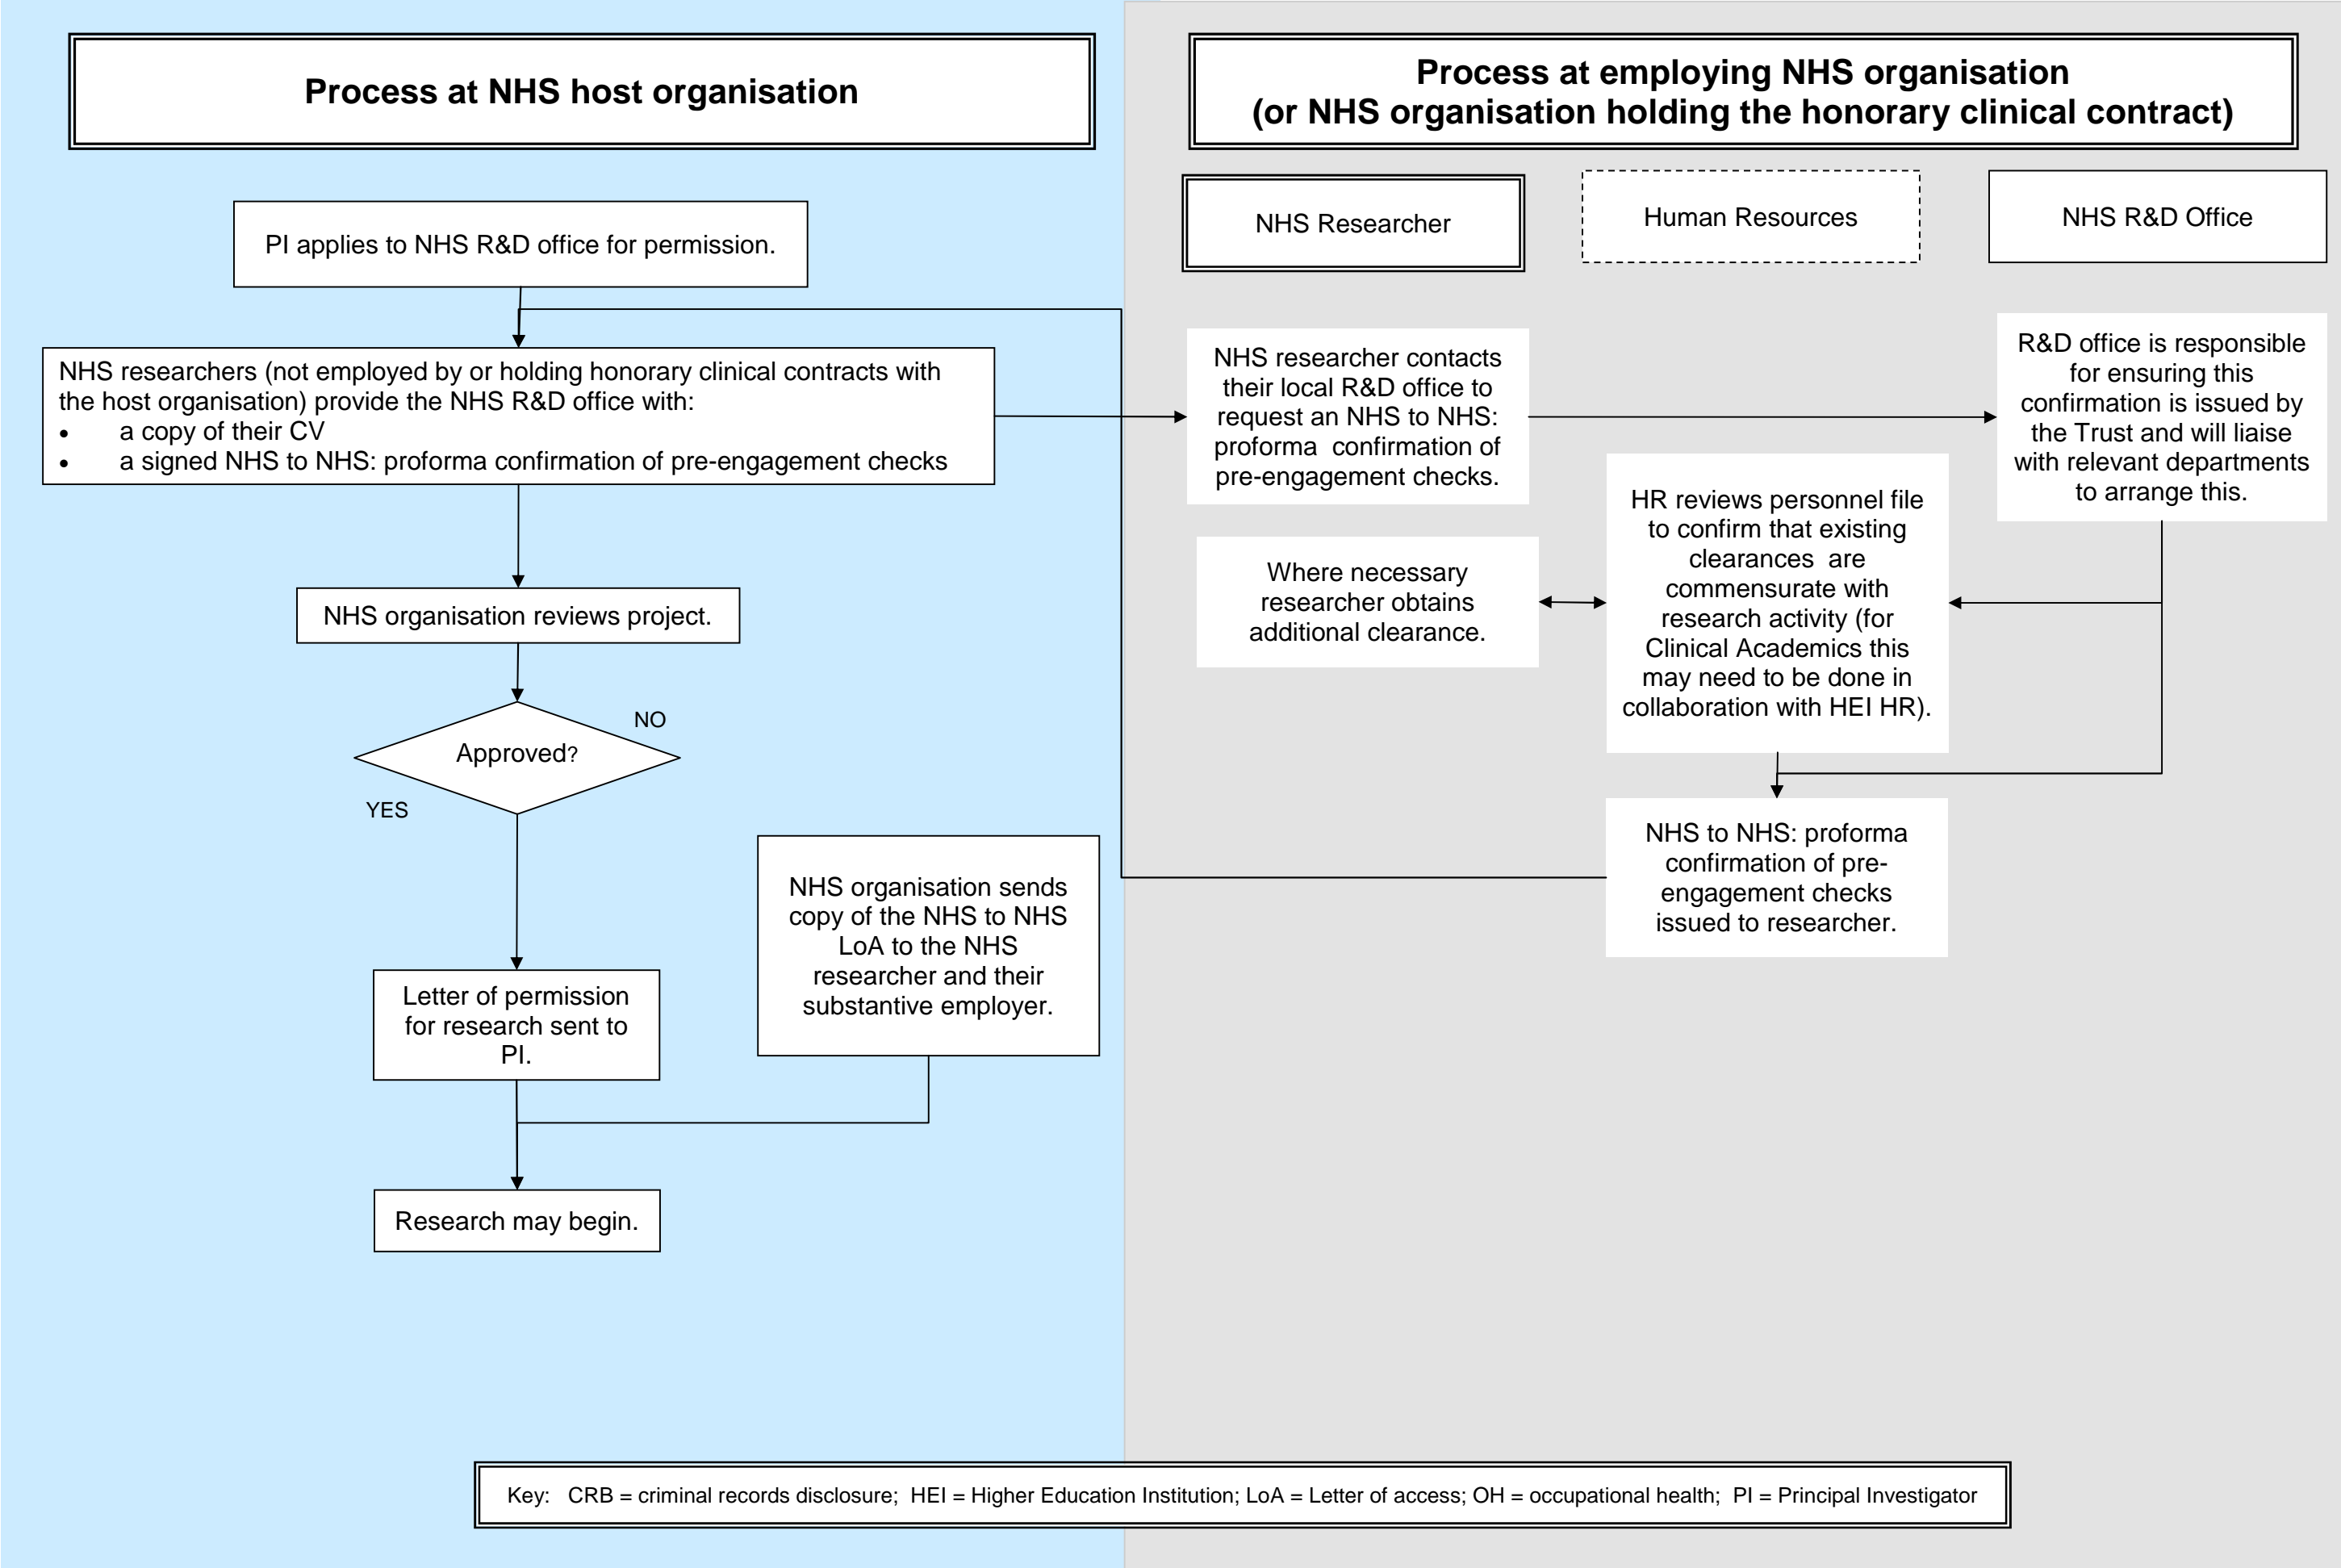 Process at NHS host organisation
PI applies to NHS R&D office for permission.
NHS researchers (not employed by or holding honorary clinical contracts with
the host organisation) provide the NHS R&D office with:
• a copy of their CV
• a signed NHS to NHS: proforma confirmation of pre-engagement checks
NHS organisation reviews project.
Approved?
NO
YES
Letter of permission
for research sent to
PI.
NHS organisation sends
copy of the NHS to NHS
LoA to the NHS
researcher and their
substantive employer.
Research may begin.
Process at employing NHS organisation
(or NHS organisation holding the honorary clinical contract)
NHS Researcher
Human Resources
NHS R&D Office
NHS researcher contacts
their local R&D office to
request an NHS to NHS:
proforma confirmation of
pre-engagement checks.
R&D office is responsible
for ensuring this
confirmation is issued by
the Trust and will liaise
with relevant departments
to arrange this.
HR reviews personnel file
to confirm that existing
clearances are
commensurate with
research activity (for
Clinical Academics this
may need to be done in
collaboration with HEI HR).
Where necessary
researcher obtains
additional clearance.
NHS to NHS: proforma
confirmation of pre-
engagement checks
issued to researcher.
Key: CRB = criminal records disclosure; HEI = Higher Education Institution; LoA = Letter of access; OH = occupational health; PI = Principal Investigator